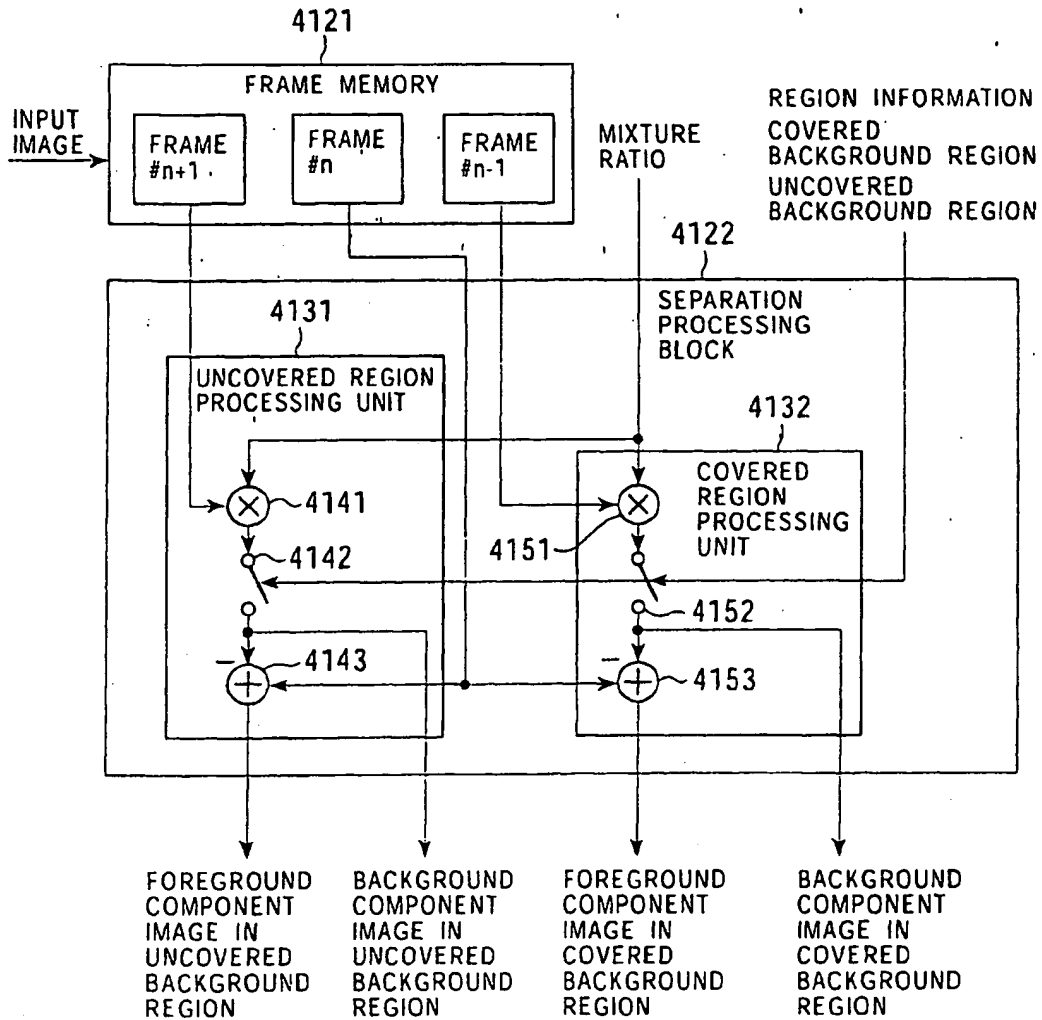 4121
FRAME MEMORY
INPUT
IMAGE
FRAME
#n+1
FRAME
#n
FRAME
#n-1
MIXTURE
RATIO
REGION INFORMATION
COVERED
BACKGROUND REGION
UNCOVERED
BACKGROUND REGION
4122
SEPARATION
PROCESSING
BLOCK
4131
UNCOVERED REGION
PROCESSING UNIT
4132
COVERED
REGION
PROCESSING
UNIT
×
4141
×
4151
4142
4152
−
+
4143
−
+
4153
FOREGROUND
COMPONENT
IMAGE IN
UNCOVERED
BACKGROUND
REGION
BACKGROUND
COMPONENT
IMAGE IN
UNCOVERED
BACKGROUND
REGION
FOREGROUND
COMPONENT
IMAGE IN
COVERED
BACKGROUND
REGION
BACKGROUND
COMPONENT
IMAGE IN
COVERED
BACKGROUND
REGION